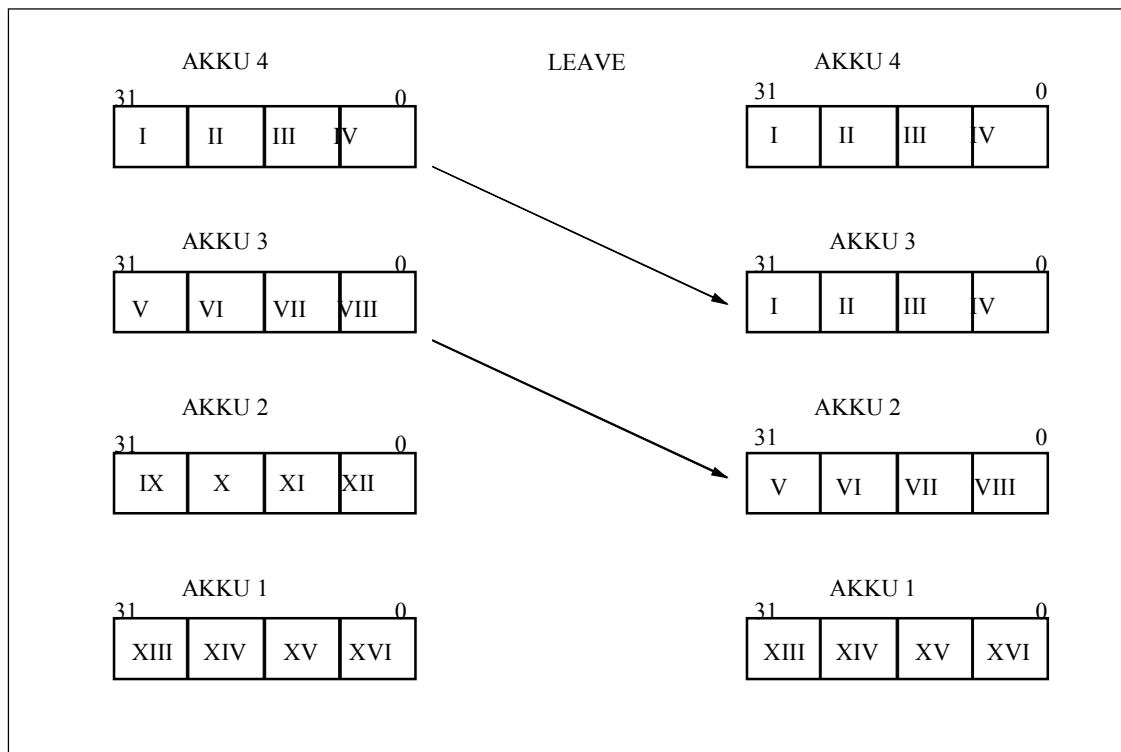 AKKU 4 LEAVE AKKU 4
31 0 31 0
I II III IV I II III IV
AKKU 3 AKKU 3
31 0 31 0
V VI VII VIII I II III IV
AKKU 2 AKKU 2
31 0 31 0
IX X XI XII V VI VII VIII
AKKU 1 AKKU 1
31 0 31 0
XIII XIV XV XVI XIII XIV XV XVI